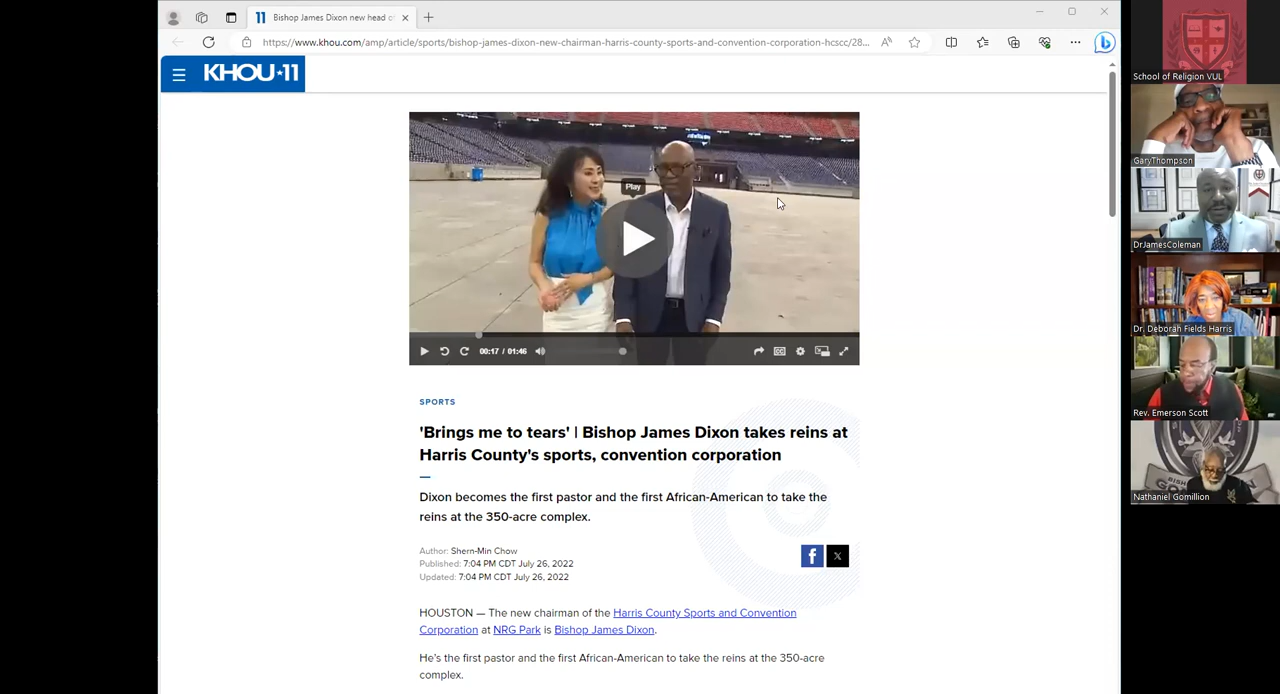 Bishop James Dixon new head of
https://www.khou.com/amp/article/sports/bishop-james-dixon-new-chairman-harris-county-sports-and-convention-corporation-hcscc/28...
KHOU★11
Play
00:17 / 01:46
SPORTS
'Brings me to tears' | Bishop James Dixon takes reins at
Harris County's sports, convention corporation
Dixon becomes the first pastor and the first African-American to take the
reins at the 350-acre complex.
Author: Shern-Min Chow
Published: 7:04 PM CDT July 26, 2022
Updated: 7:04 PM CDT July 26, 2022
HOUSTON — The new chairman of the Harris County Sports and Convention
Corporation at NRG Park is Bishop James Dixon.
He's the first pastor and the first African-American to take the reins at the 350-acre
complex.
School of Religion VUL
GaryThompson
DrJamesColeman
Dr. Deborah Fields Harris
Rev. Emerson Scott
Nathaniel Gomillion